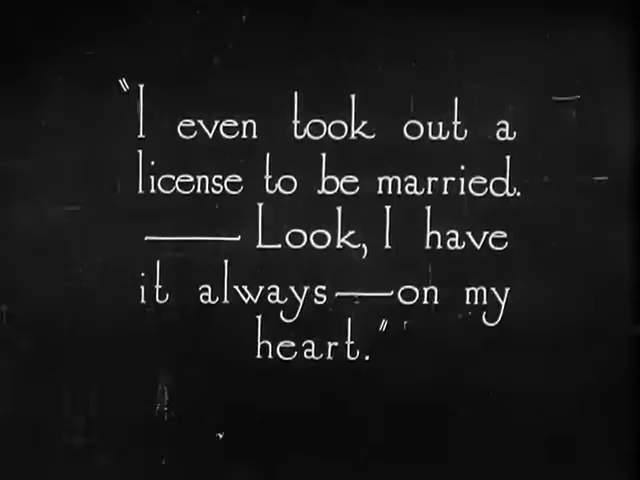 "I even took out a
license to be married.
—— Look, I have
it always——on my
heart."